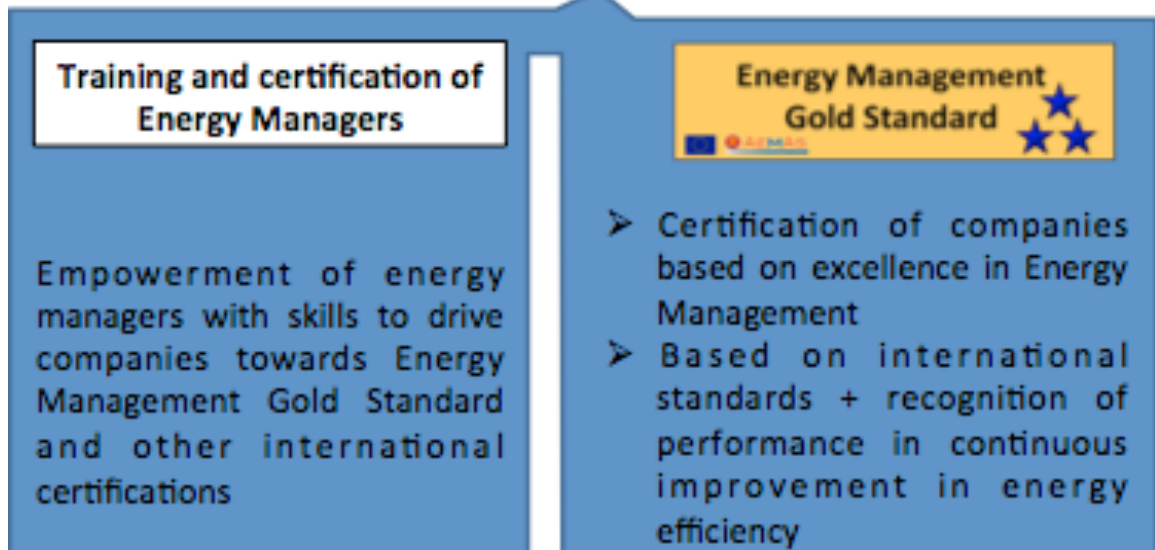 Training and certification of
Energy Managers
Empowerment of energy
managers with skills to drive
companies towards Energy
Management Gold Standard
and other international
certifications
Energy Management
Gold Standard
AEMAS
➢ Certification of companies
based on excellence in Energy
Management
➢ Based on international
standards + recognition of
performance in continuous
improvement in energy
efficiency